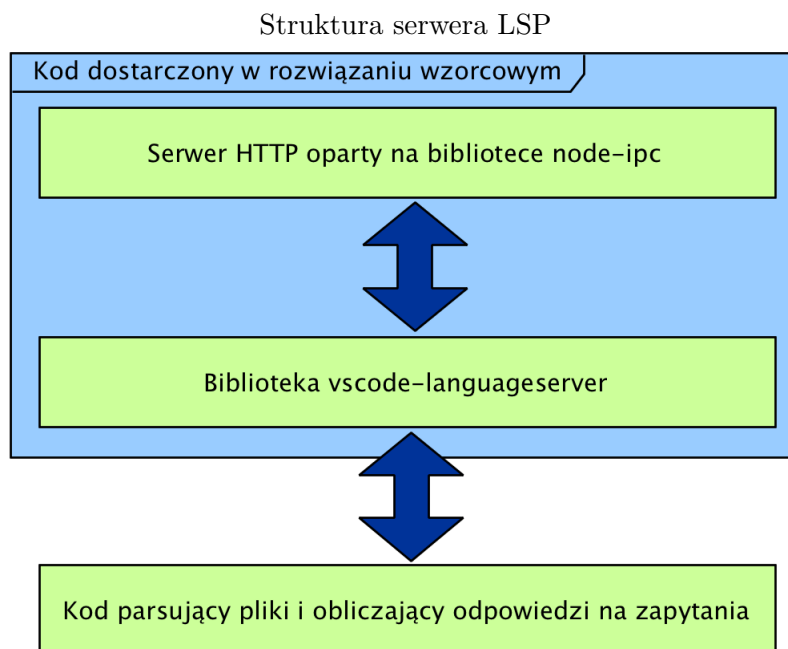 Struktura serwera LSP
Kod dostarczony w rozwiązaniu wzorcowym
Serwer HTTP oparty na bibliotece node-ipc
Biblioteka vscode-languageserver
Kod parsujący pliki i obliczający odpowiedzi na zapytania